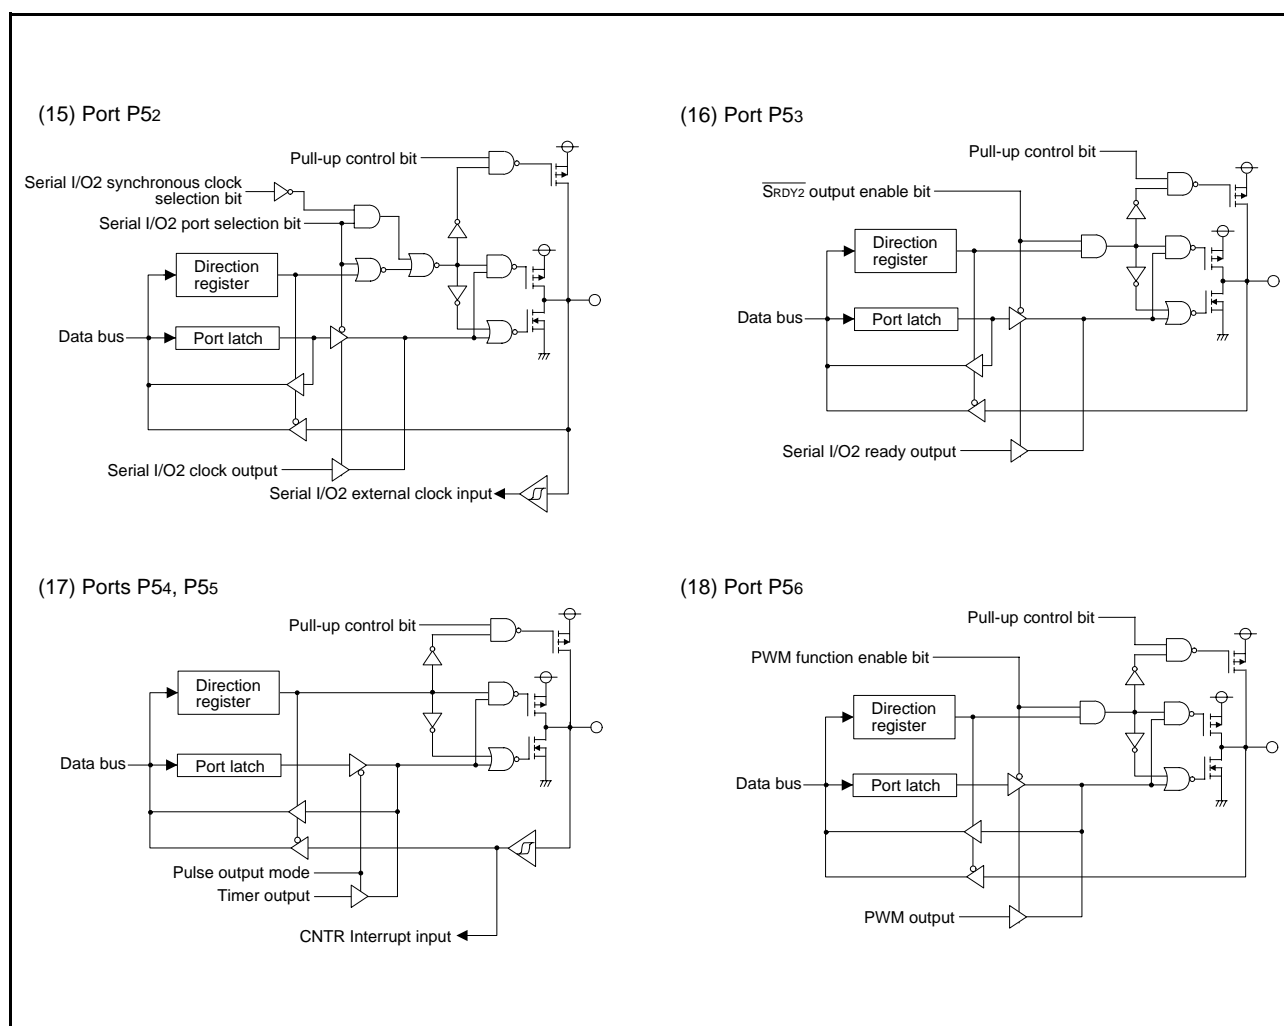 (15) Port P52
Pull-up control bit
Serial I/O2 synchronous clock
selection bit
Serial I/O2 port selection bit
Direction
register
Data bus
Port latch
Serial I/O2 clock output
Serial I/O2 external clock input
(16) Port P53
Pull-up control bit
SRDY2 output enable bit
Direction
register
Data bus
Port latch
Serial I/O2 ready output
(17) Ports P54, P55
Pull-up control bit
Direction
register
Data bus
Port latch
Pulse output mode
Timer output
CNTR Interrupt input
(18) Port P56
Pull-up control bit
PWM function enable bit
Direction
register
Data bus
Port latch
PWM output